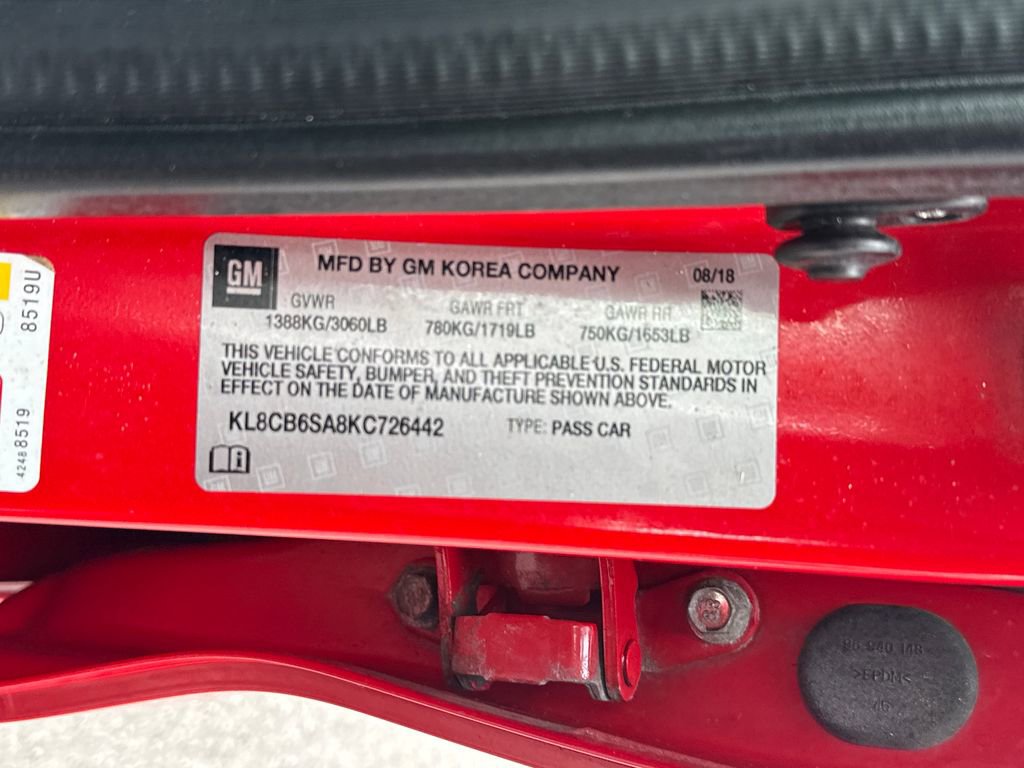 GM
MFD BY GM KOREA COMPANY
08/18
GVWR
GAWR FRT
GAWR RR
1388KG/3060LB
780KG/1719LB
750KG/1653LB
THIS VEHICLE CONFORMS TO ALL APPLICABLE U.S. FEDERAL MOTOR
VEHICLE SAFETY, BUMPER, AND THEFT PREVENTION STANDARDS IN
EFFECT ON THE DATE OF MANUFACTURE SHOWN ABOVE.
KL8CB6SA8KC726442
TYPE: PASS CAR
i
8519U
42488519
>EPDM<